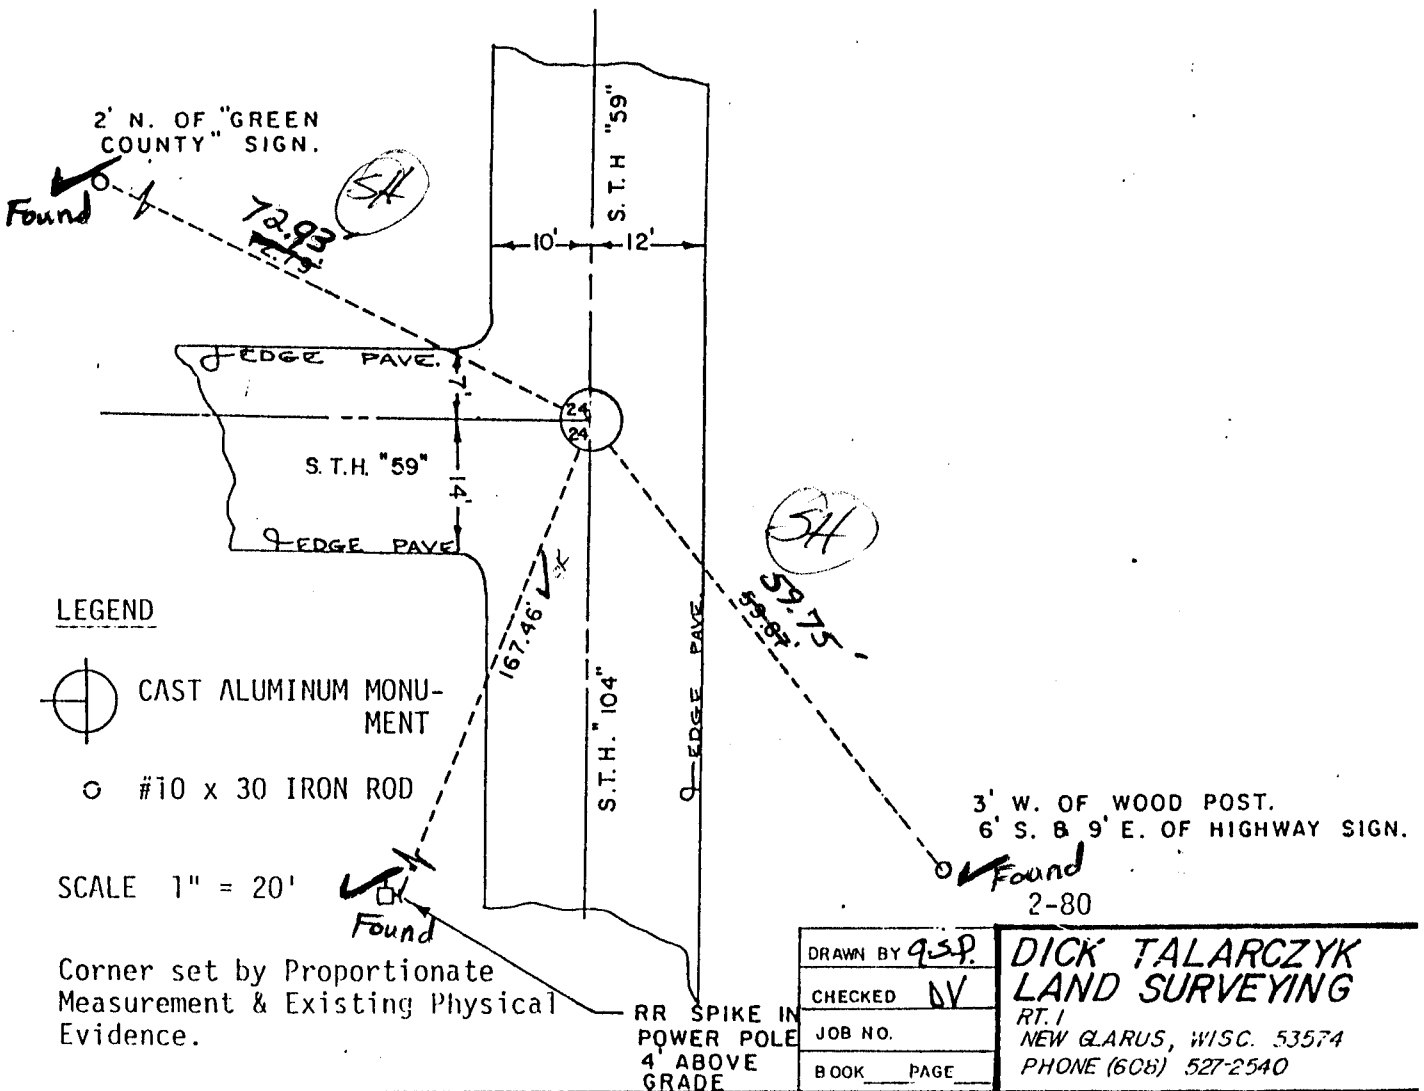 2' N. OF "GREEN
COUNTY" SIGN.
Found
SH
72.93
S.T.H "59"
10'
12'
EDGE PAVE.
7'
24
24
S.T.H. "59"
14'
EDGE PAVE
SH
59.75
59.87'
167.46'
EDGE PAVE
S.T.H. "104"
LEGEND
CAST ALUMINUM MONU-
MENT
#10 x 30 IRON ROD
SCALE 1" = 20'
Found
3' W. OF WOOD POST.
6' S. & 9' E. OF HIGHWAY SIGN.
Found
2-80
Corner set by Proportionate
Measurement & Existing Physical
Evidence.
RR SPIKE IN
POWER POLE
4' ABOVE
GRADE
DRAWN BY
CHECKED DV
JOB NO.
BOOK PAGE
DICK TALARCZYK
LAND SURVEYING
RT. 1
NEW GLARUS, WISC. 53574
PHONE (608) 527-2540